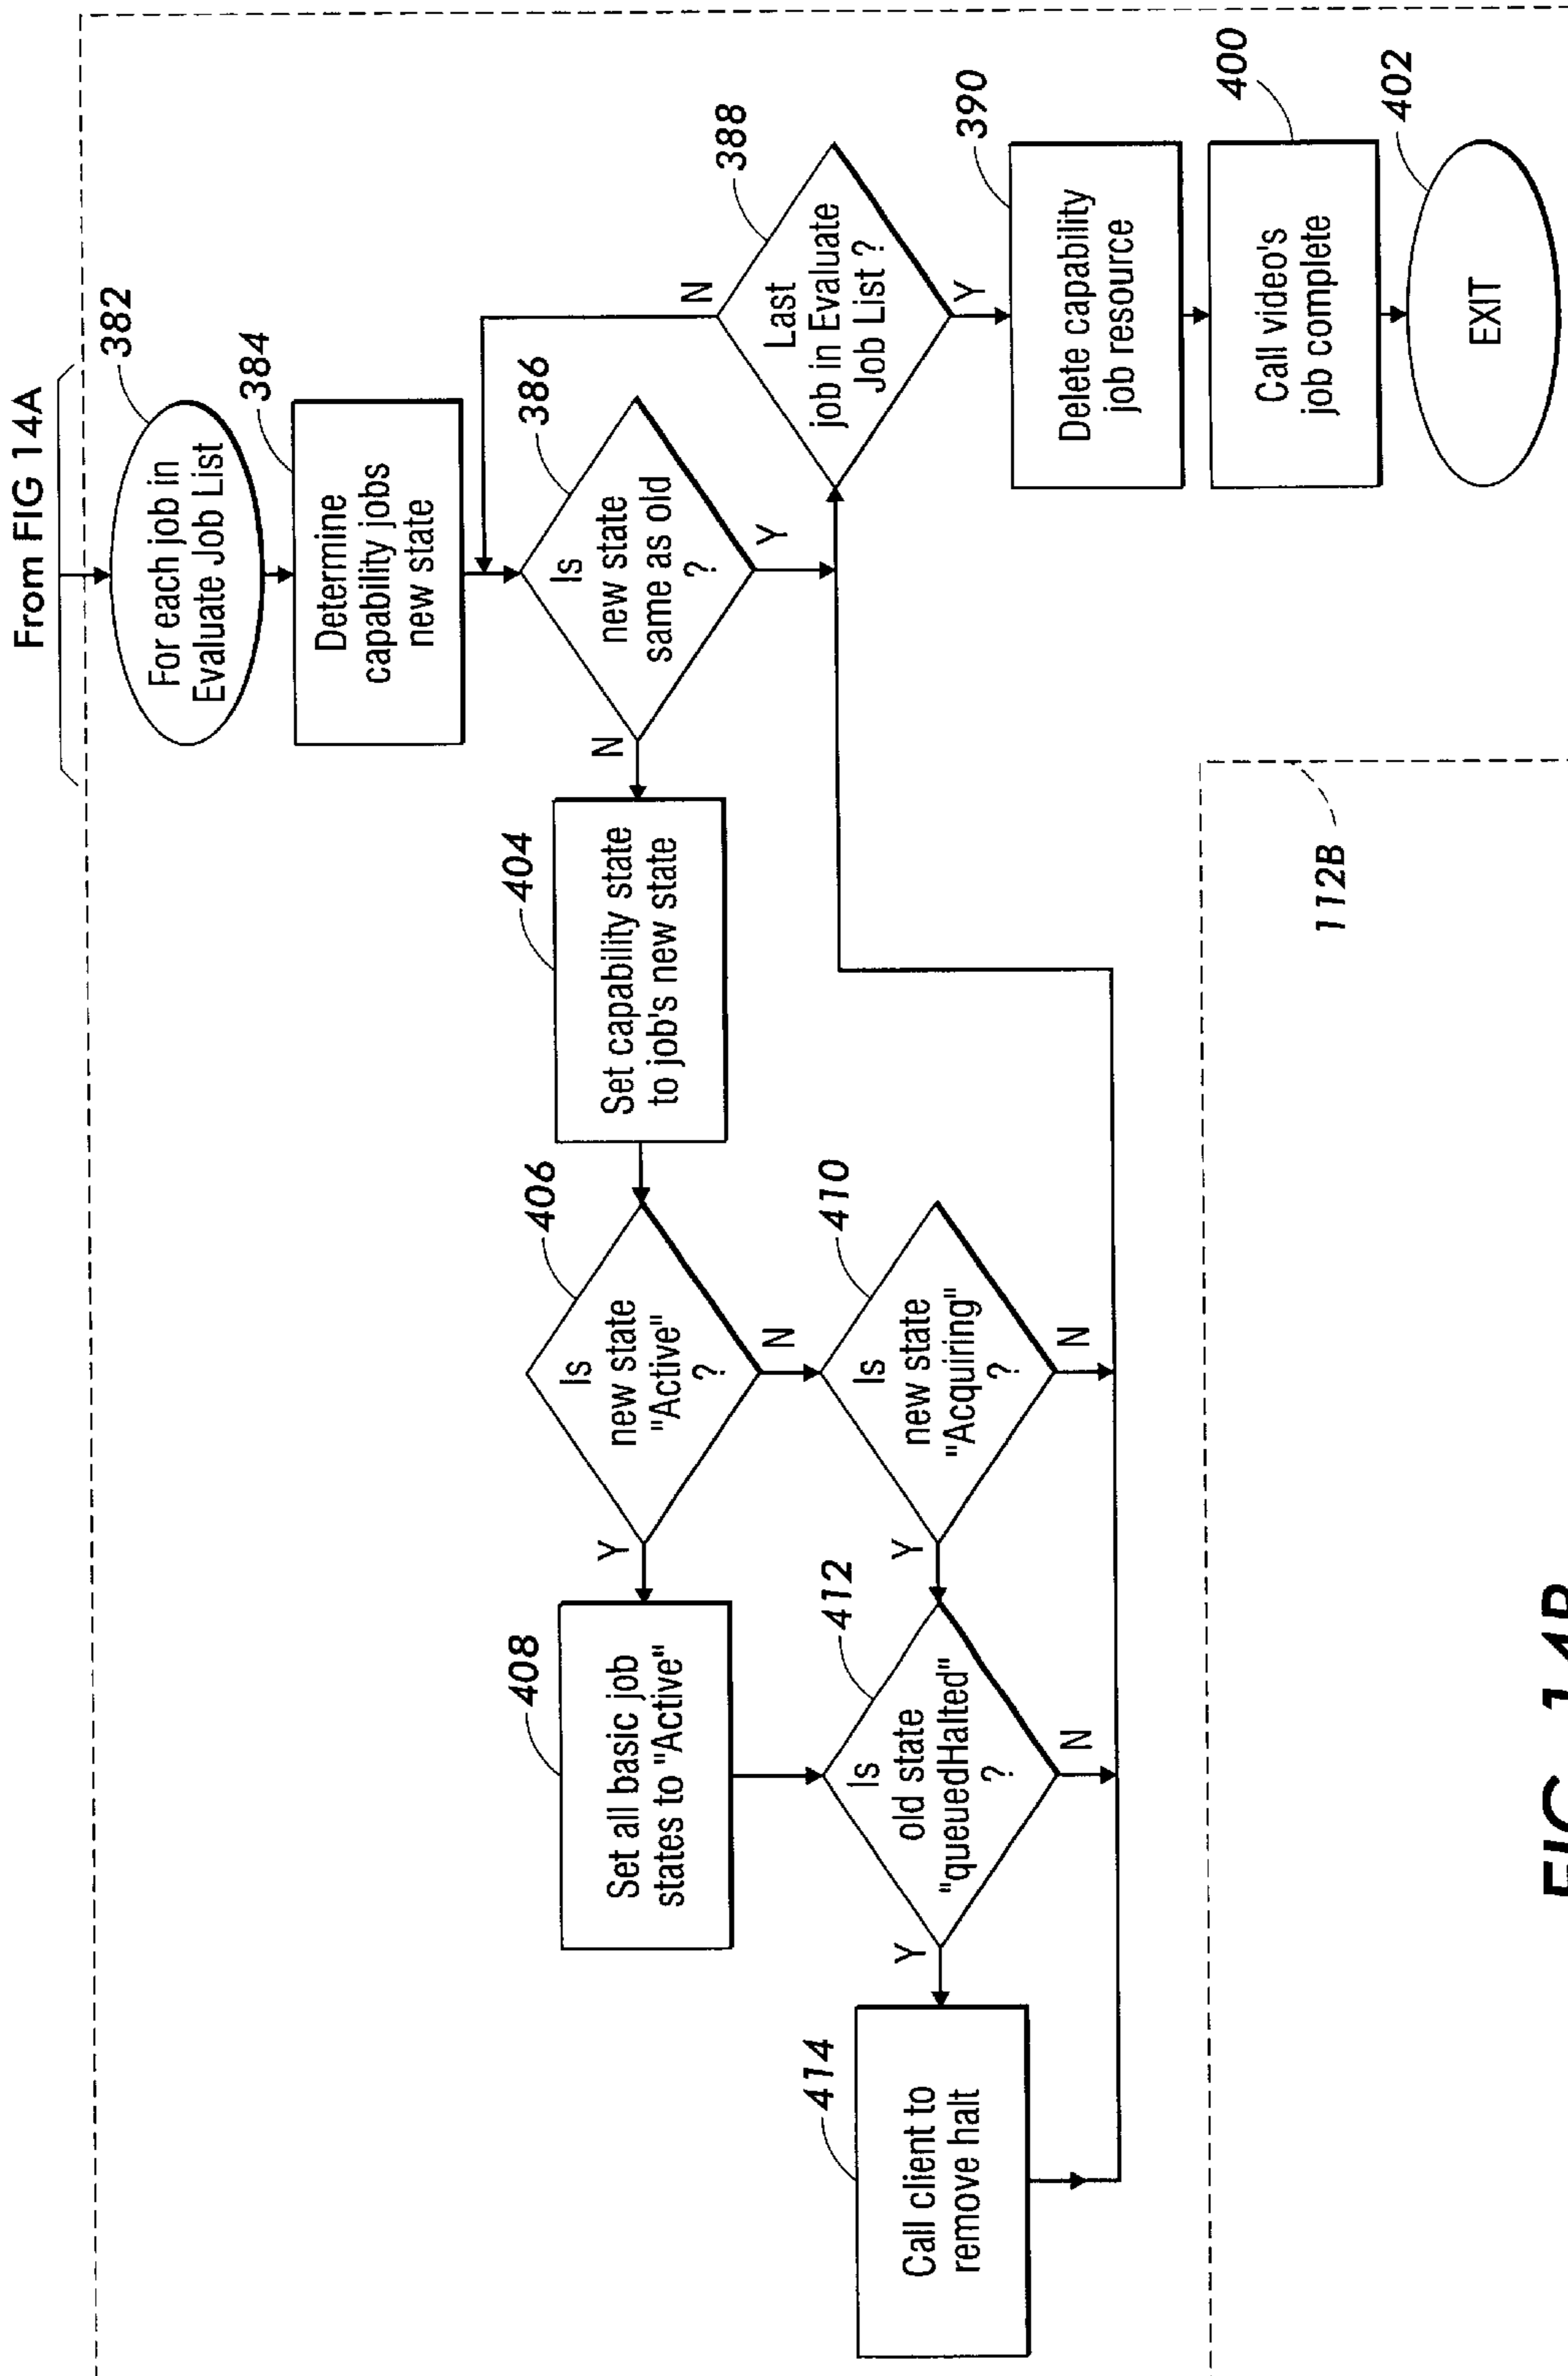 From FIG 14A
382
For each job in
Evaluate Job List
384
Determine
capability jobs
new state
386
Is
new state
same as old
?
N
Y
388
Last
job in Evaluate
Job List ?
N
Y
390
Delete capability
job resource
400
Call video's
job complete
402
EXIT
404
Set capability state
to job's new state
406
Is
new state
"Active"
?
Y
N
408
Set all basic job
states to "Active"
410
Is
new state
"Acquiring"
?
Y
N
412
Is
old state
"queuedHalted"
?
Y
N
414
Call client to
remove halt
112B
FIG. 14B